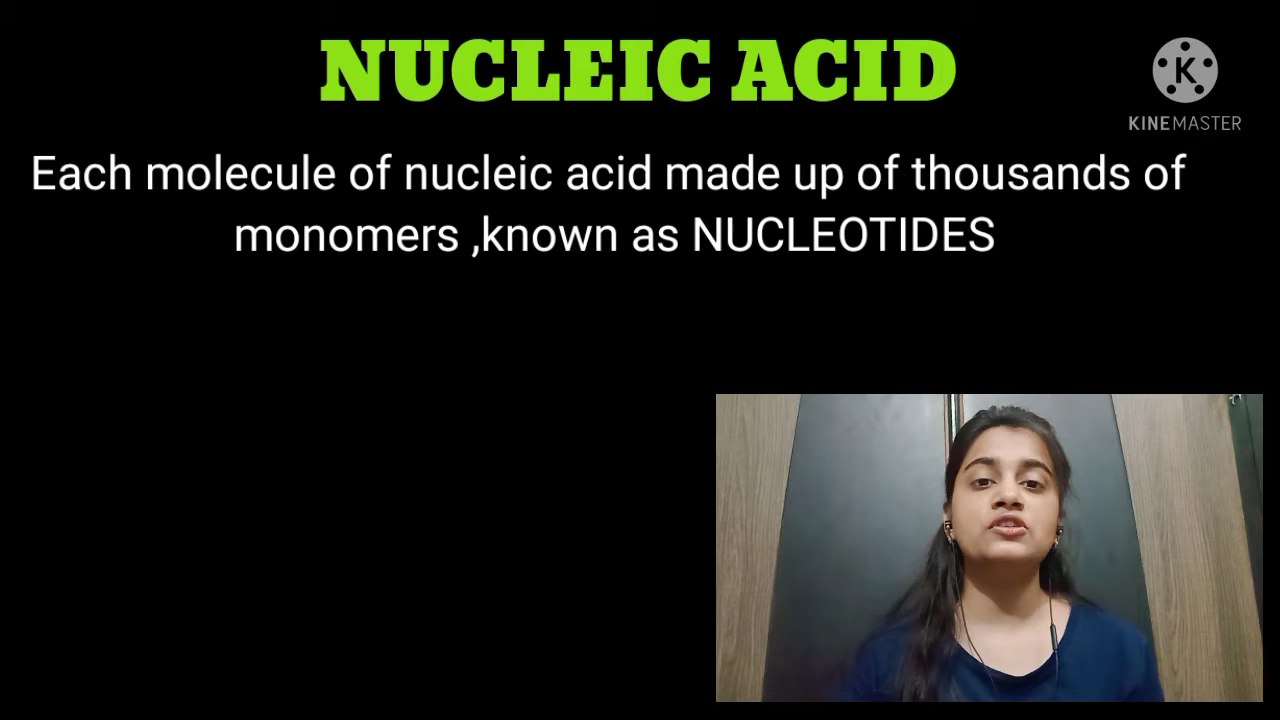 NUCLEIC ACID
K
KINEMASTER
Each molecule of nucleic acid made up of thousands of
monomers ,known as NUCLEOTIDES